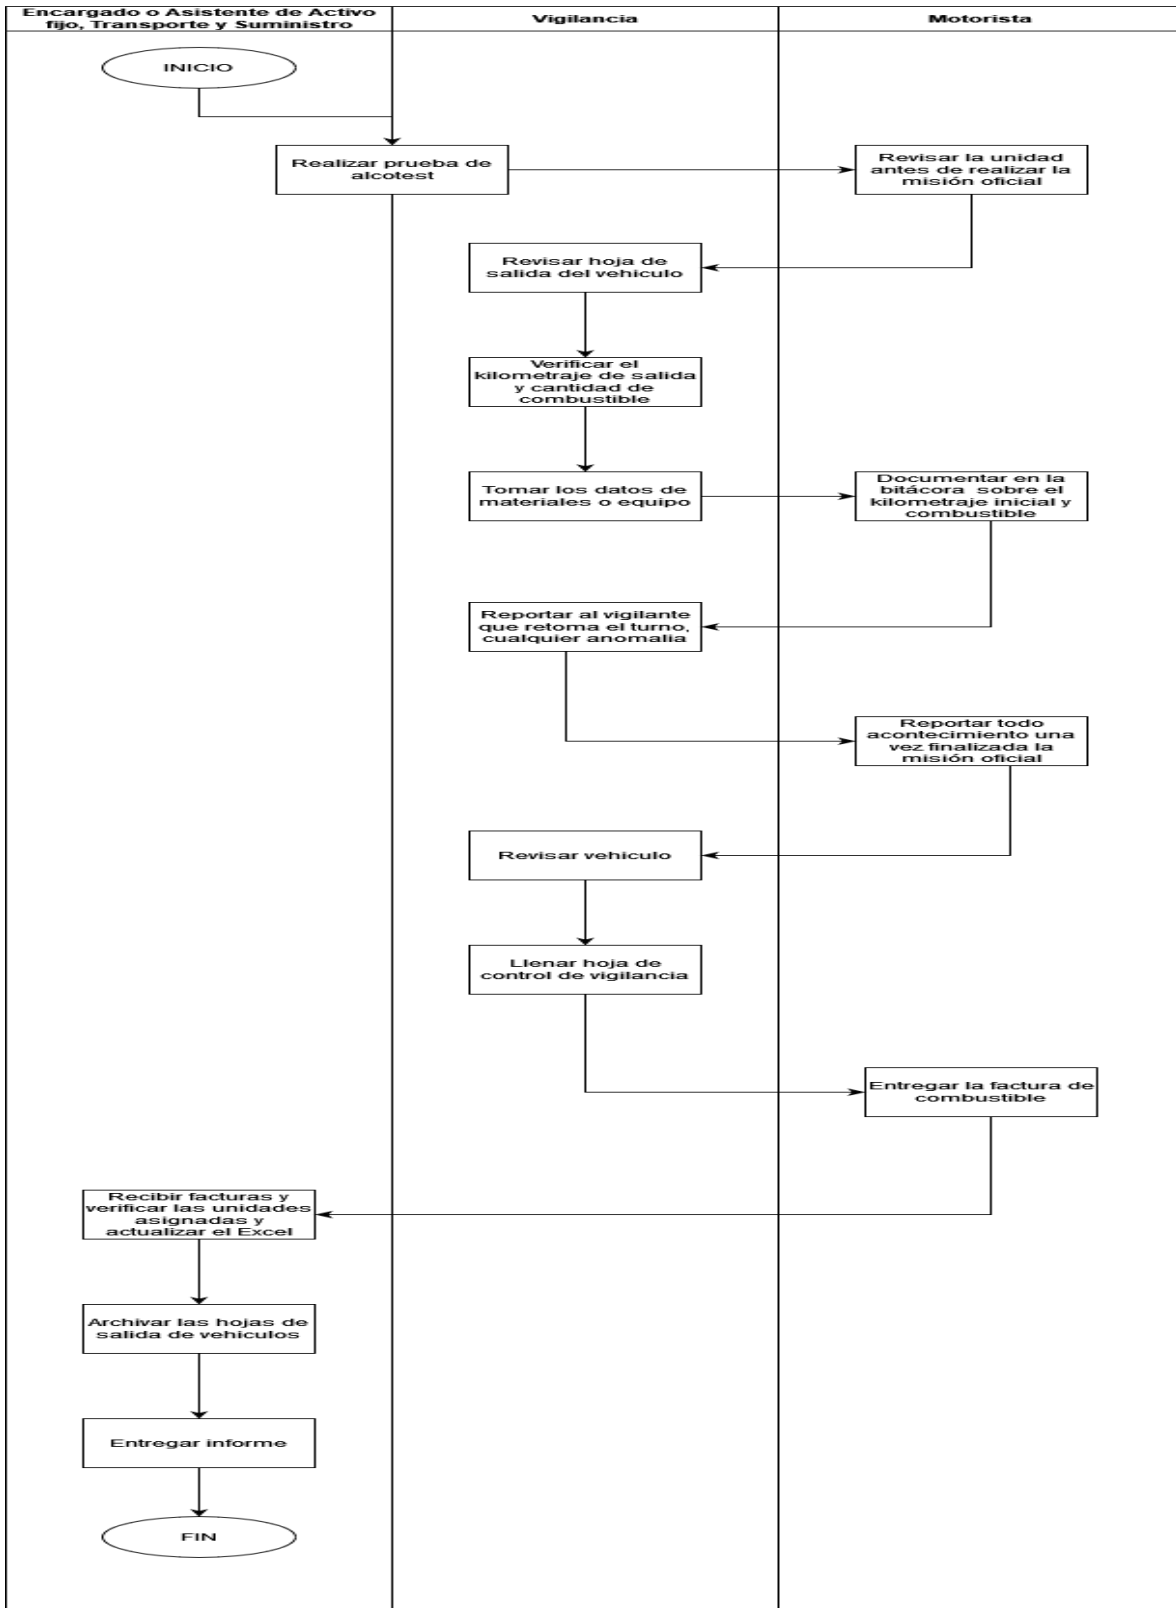 Encargado o Asistente de Activo
fijo, Transporte y Suministro
Vigilancia
Motorista
INICIO
Realizar prueba de
alcotest
Revisar la unidad
antes de realizar la
misión oficial
Revisar hoja de
salida del vehiculo
Verificar el
kilometraje de salida
y cantidad de
combustible
Tomar los datos de
materiales o equipo
Documentar en la
bitácora sobre el
kilometraje inicial y
combustible
Reportar al vigilante
que retoma el turno,
cualquier anomalia
Reportar todo
acontecimiento una
vez finalizada la
misión oficial
Revisar vehiculo
Llenar hoja de
control de vigilancia
Entregar la factura de
combustible
Recibir facturas y
verificar las unidades
asignadas y
actualizar el Excel
Archivar las hojas de
salida de vehiculos
Entregar informe
FIN